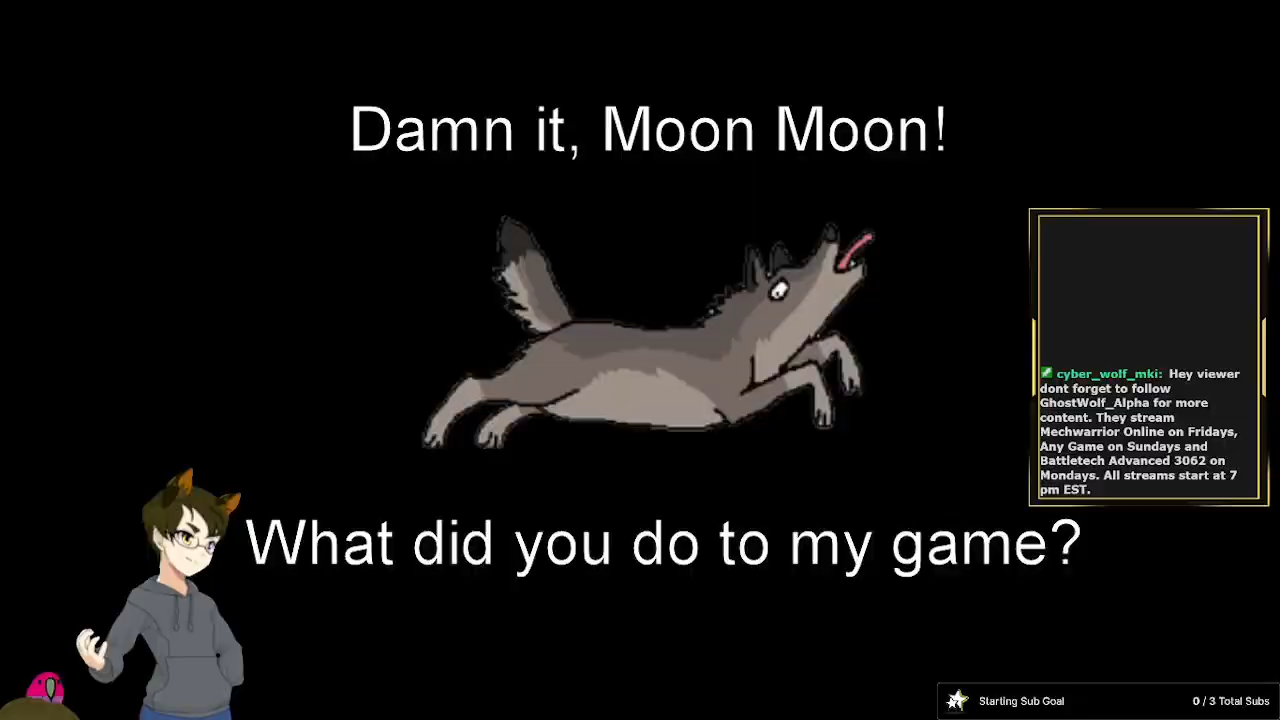 Damn it, Moon Moon!
cyber_wolf_mki: Hey viewer
dont forget to follow
GhostWolf_Alpha for more
content. They stream
Mechwarrior Online on Fridays,
Any Game on Sundays and
Battletech Advanced 3062 on
Mondays. All streams start at 7
pm EST.
What did you do to my game?
Starting Sub Goal
0 / 3 Total Subs